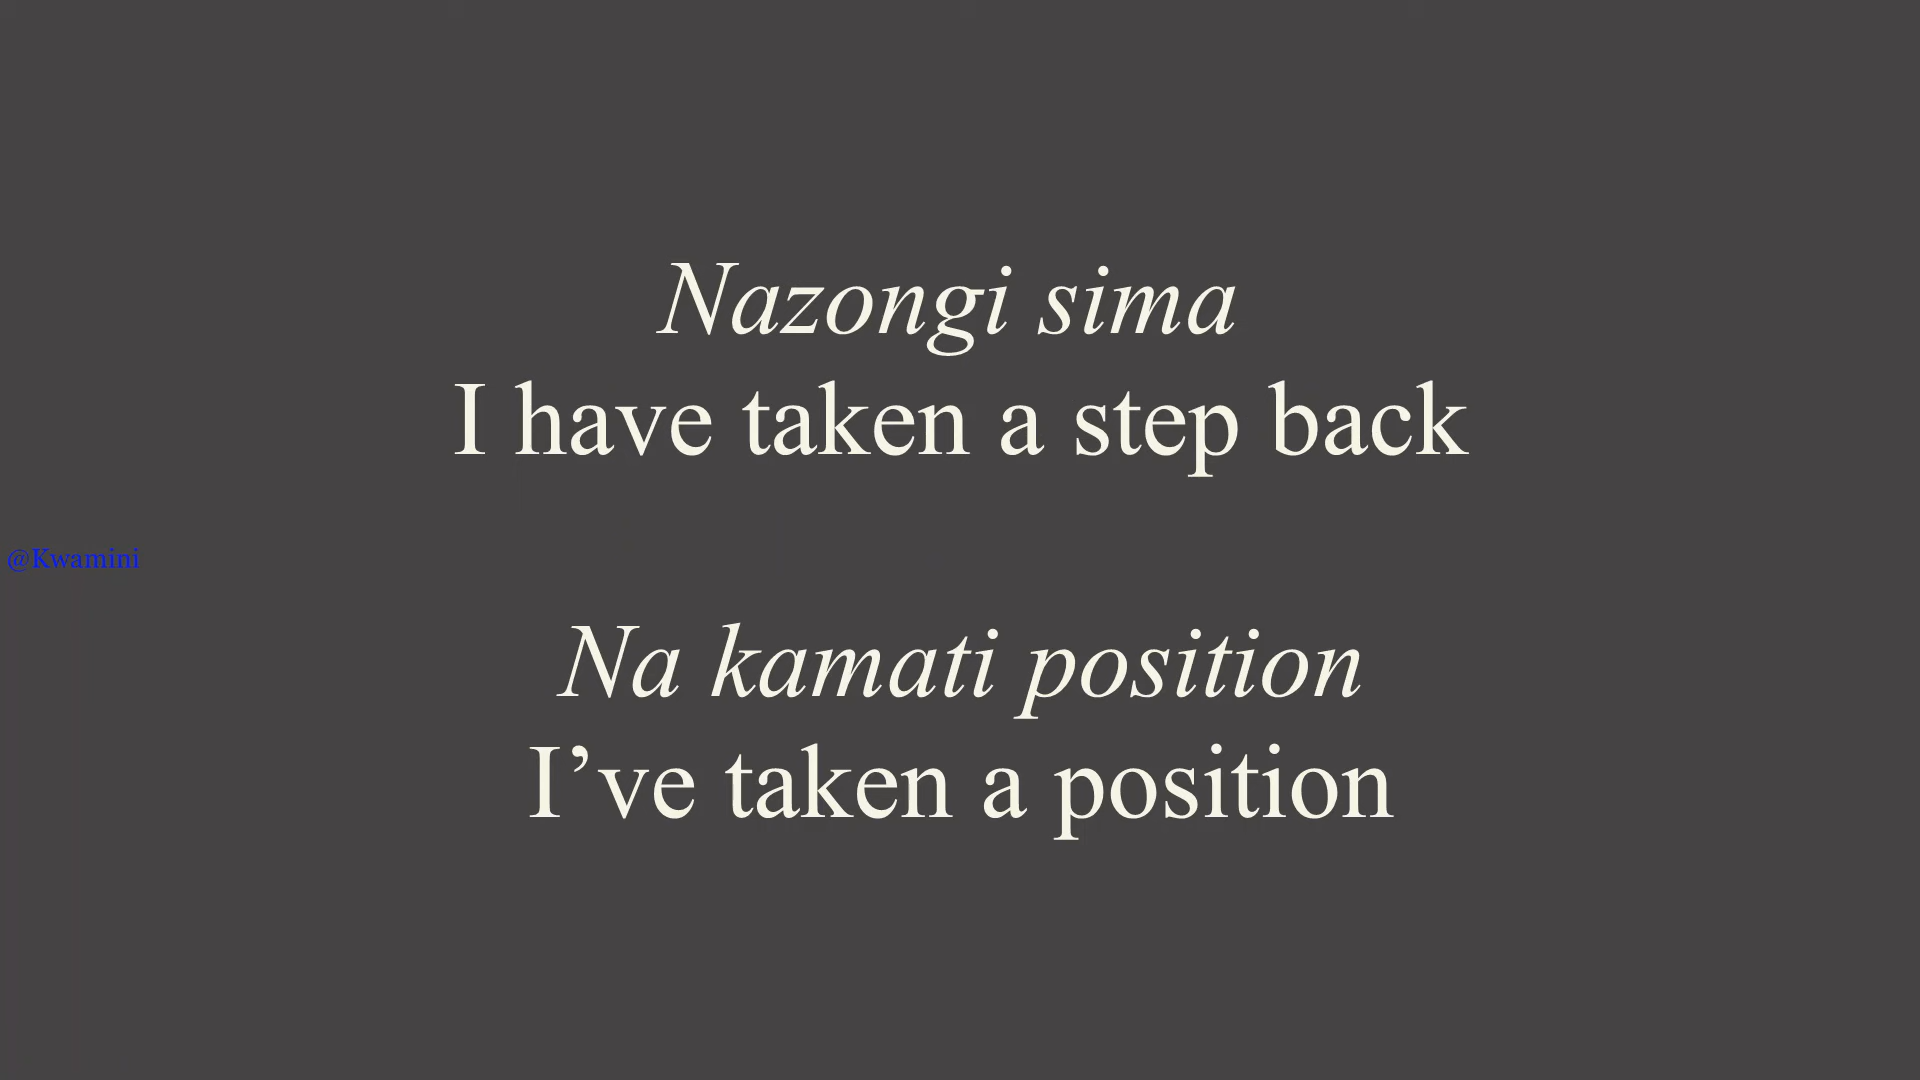 Nazongi sima
I have taken a step back
@Kwamini
Na kamati position
I’ve taken a position